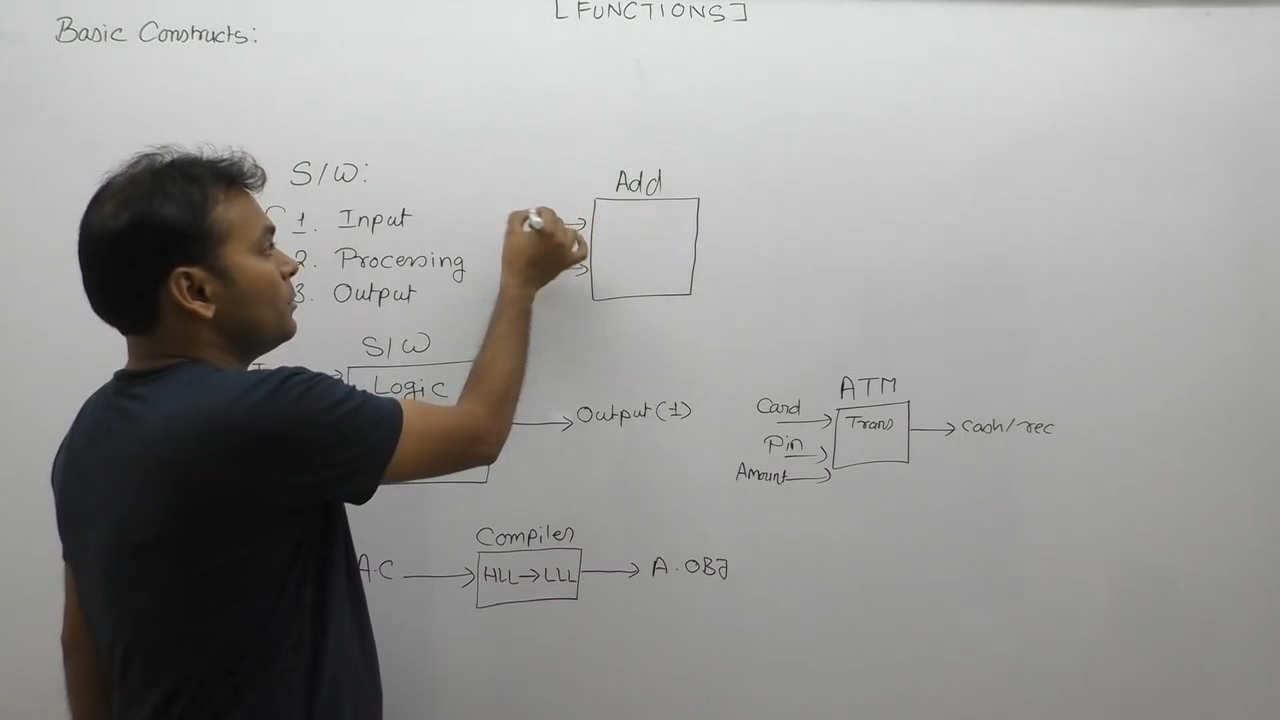 [FUNCTIONS]
Basic Constructs:
S/W:
1. Input
2. Processing
3. Output
Add
S/W
Logic
Output(1)
ATM
Card
Trans
Cash/rec
Pin
Amount
Compiler
A.C
HLL→LLL
A.OBJ